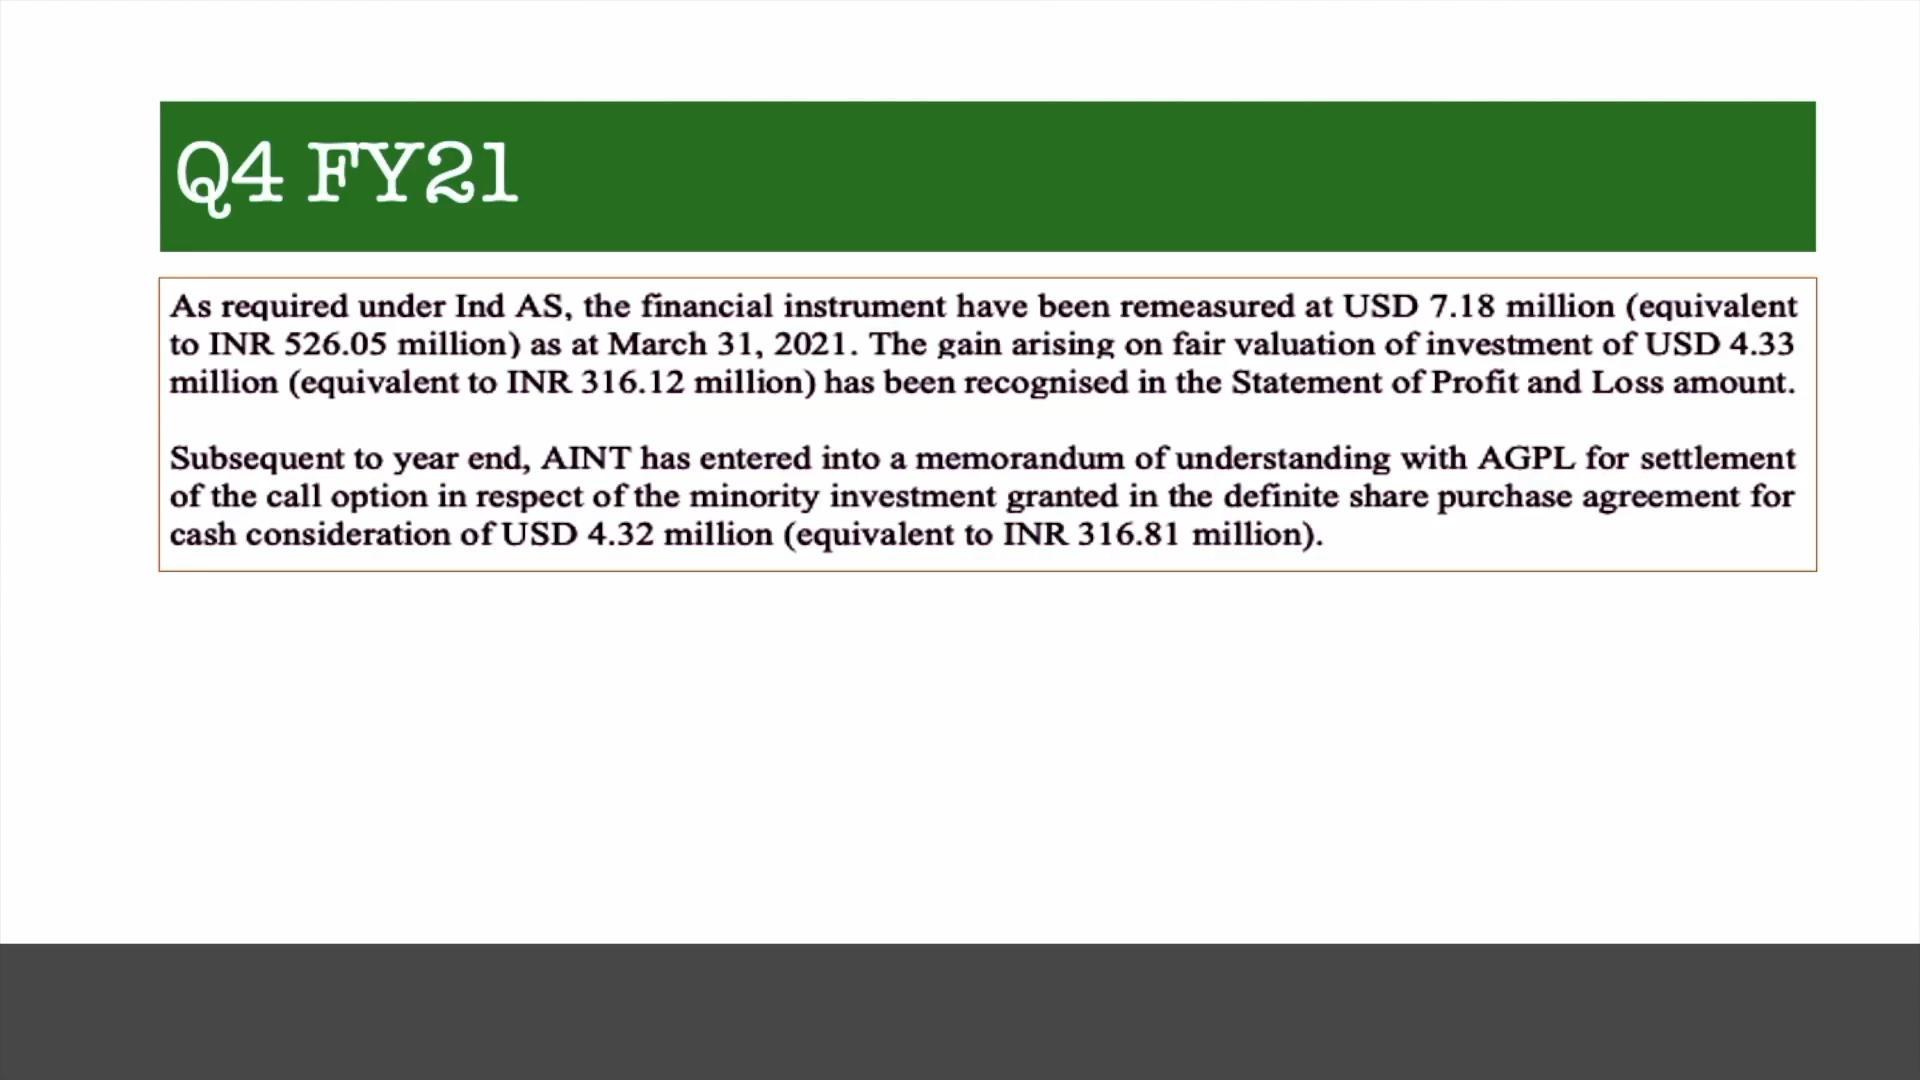 Q4 FY21
As required under Ind AS, the financial instrument have been remeasured at USD 7.18 million (equivalent
to INR 526.05 million) as at March 31, 2021. The gain arising on fair valuation of investment of USD 4.33
million (equivalent to INR 316.12 million) has been recognised in the Statement of Profit and Loss amount.
Subsequent to year end, AINT has entered into a memorandum of understanding with AGPL for settlement
of the call option in respect of the minority investment granted in the definite share purchase agreement for
cash consideration of USD 4.32 million (equivalent to INR 316.81 million).